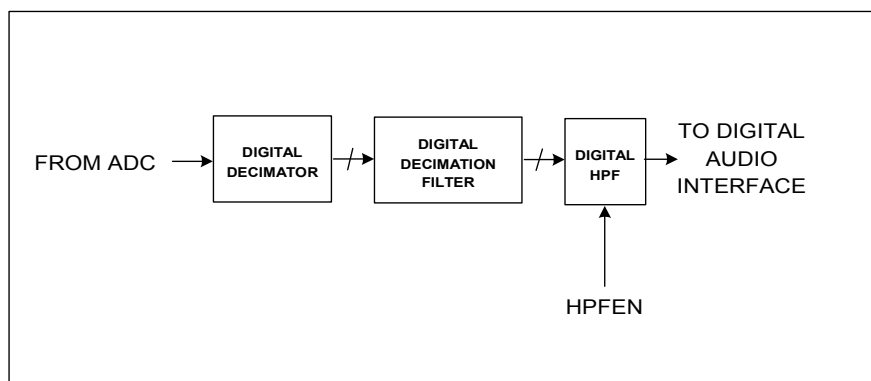 FROM ADC
DIGITAL
DECIMATOR
DIGITAL
DECIMATION
FILTER
DIGITAL
HPF
TO DIGITAL
AUDIO
INTERFACE
HPFEN